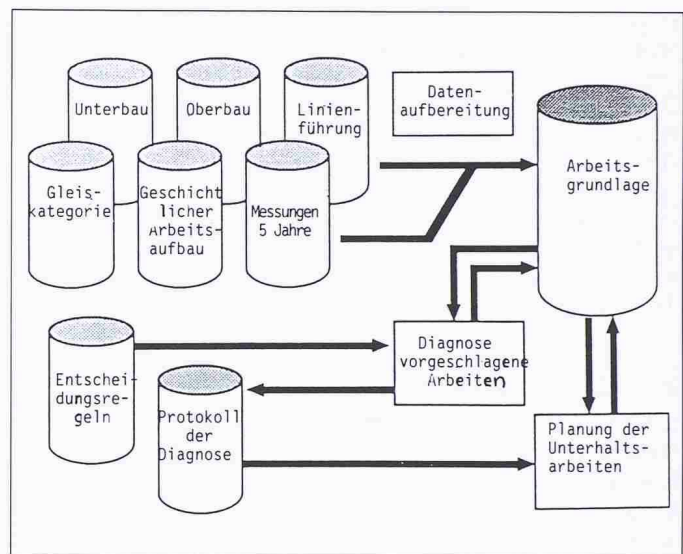 Unterbau
Oberbau
Linien-
führung
Daten-
aufbereitung
Gleis-
kategorie
Geschicht
licher
Arbeits-
aufbau
Messungen
5 Jahre
Arbeits-
grundlage
Entschei-
dungsre-
geln
Protokoll
der
Diagnose
Diagnose
vorgeschlagene
Arbeiten
Planung der
Unterhalts-
arbeiten